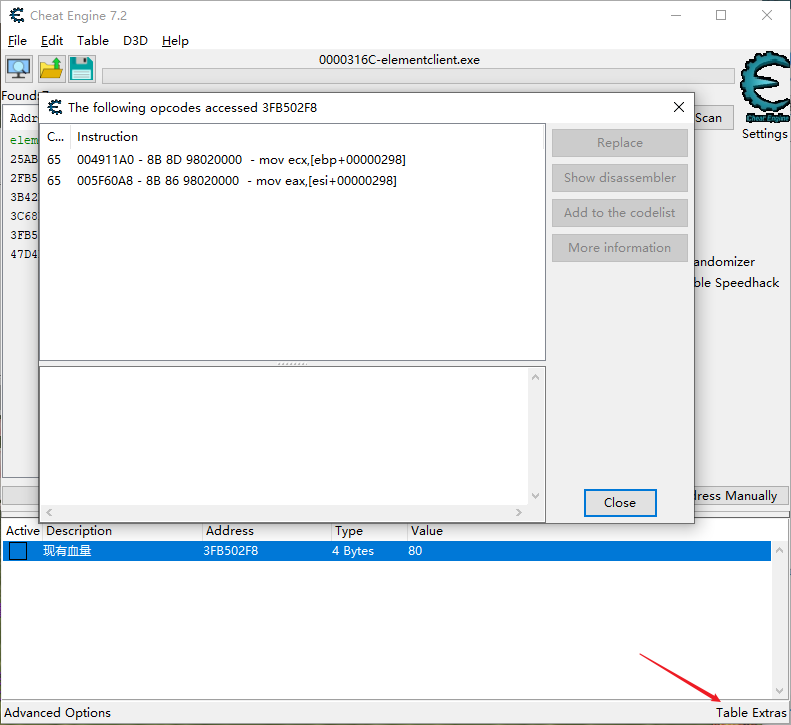 Cheat Engine 7.2
File Edit Table D3D Help
0000316C-elementclient.exe
Found:
The following opcodes accessed 3FB502F8
Addr
elem
25AB
2FB5
3B42
3C68
3FB5
47D4
C... Instruction
65 004911A0 - 8B 8D 98020000 - mov ecx,[ebp+00000298]
65 005F60A8 - 8B 86 98020000 - mov eax,[esi+00000298]
Replace
Show disassembler
Add to the codelist
More information
Close
Scan
Cheat Engine
Settings
andomizer
ble Speedhack
dress Manually
Active Description Address Type Value
现有血量 3FB502F8 4 Bytes 80
Advanced Options Table Extras